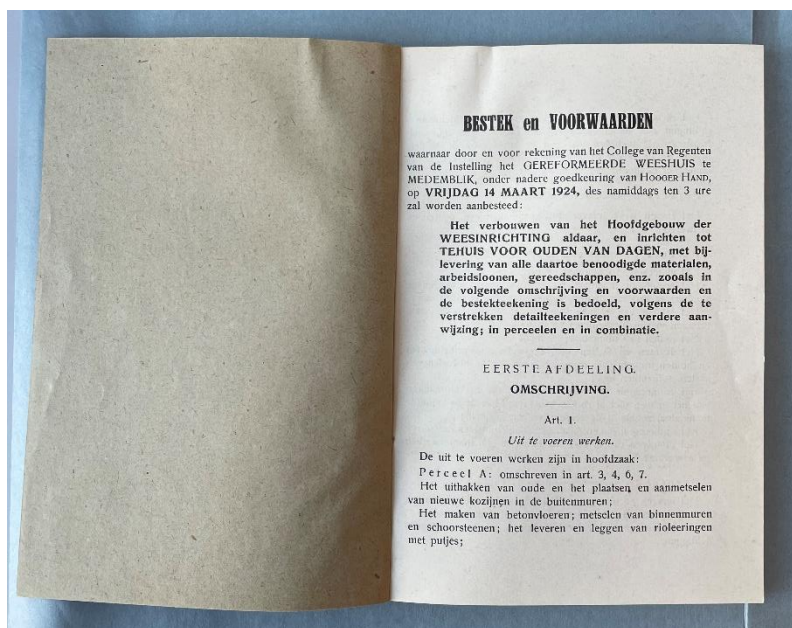 BESTEK en VOORWAARDEN
waarnaar door en voor rekening van het College van Regenten
van de Instelling het GEREFORMEERDE WEESHUIS te
MEDEMBLIK, onder nadere goedkeuring van HOOGER HAND,
op VRIJDAG 14 MAART 1924, des namiddags ten 3 ure
zal worden aanbesteed:
Het verbouwen van het Hoofdgebouw der
WEESINRICHTING aldaar, en inrichten tot
TEHUIS VOOR OUDEN VAN DAGEN, met bij-
levering van alle daartoe benoodigde materialen,
arbeidsloonen, gereedschappen, enz. zooals in
de volgende omschrijving en voorwaarden en
de bestekteekening is bedoeld, volgens de te
verstrekken detailteekeningen en verdere aan-
wijzing; in perceelen en in combinatie.
EERSTE AFDEELING.
OMSCHRIJVING.
Art. 1.
Uit te voeren werken.
De uit te voeren werken zijn in hoofdzaak:
Perceel A: omschreven in art. 3, 4, 6, 7.
Het uithakken van oude en het plaatsen en aanmetselen
van nieuwe kozijnen in de buitenmuren;
Het maken van betonvloeren; metselen van binnenmuren
en schoorsteenen; het leveren en leggen van rioleeringen
met putjes;